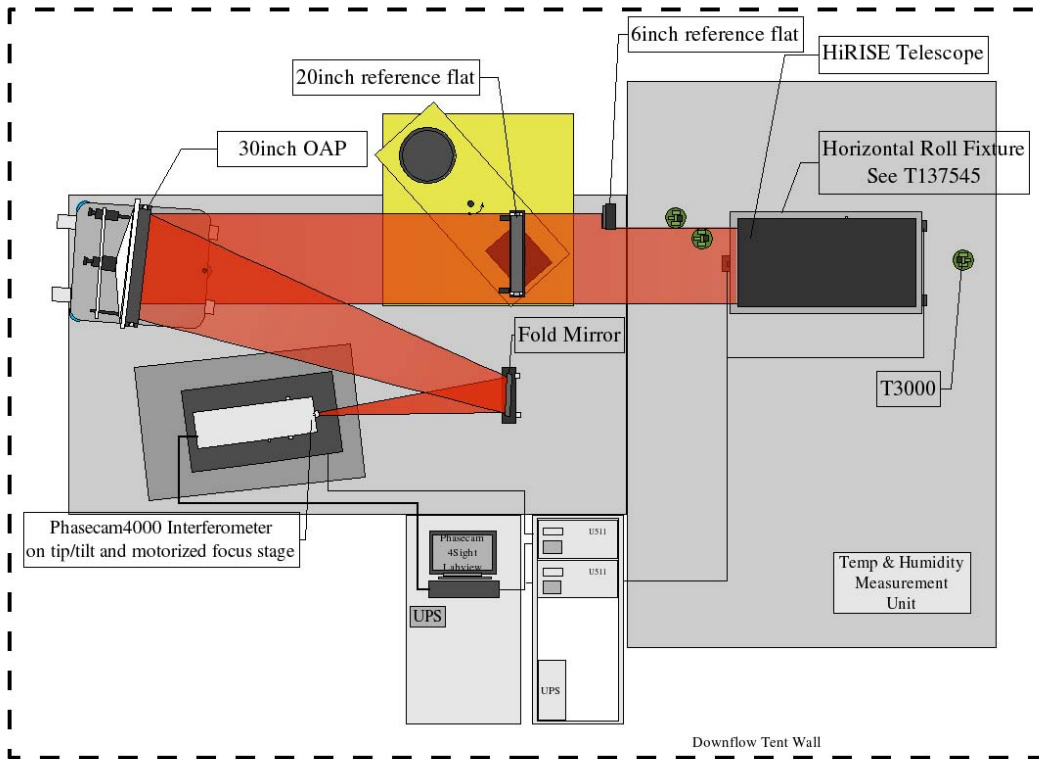 6inch reference flat
HiRISE Telescope
20inch reference flat
30inch OAP
Horizontal Roll Fixture
See T137545
Fold Mirror
T3000
Phasecam4000 Interferometer
on tip/tilt and motorized focus stage
Phasecam
4Sight
Labview
UPS
U511
U511
UPS
Temp & Humidity
Measurement
Unit
Downflow Tent Wall